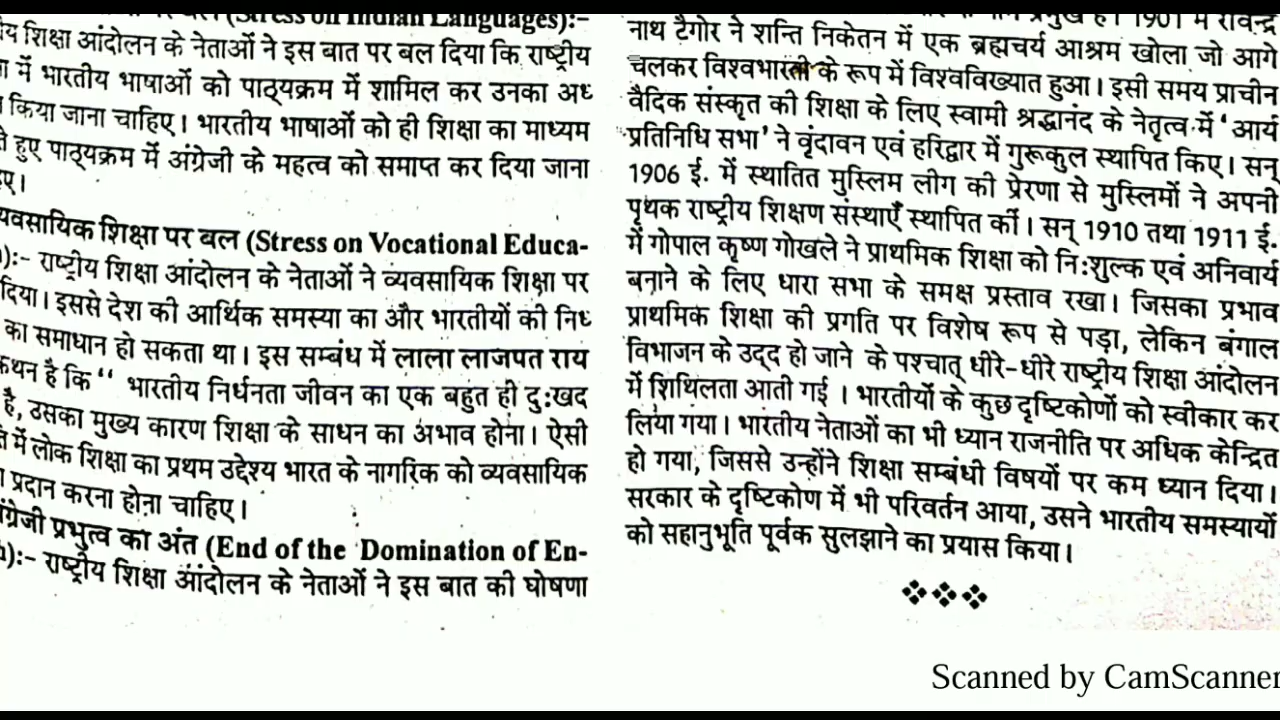 (Stress on Indian Languages):–
शिक्षा आंदोलन के नेताओं ने इस बात पर बल दिया कि राष्ट्रीय
में भारतीय भाषाओं को पाठ्यक्रम में शामिल कर उनका अध
किया जाना चाहिए। भारतीय भाषाओं को ही शिक्षा का माध्यम
हुए पाठ्यक्रम में अंग्रेजी के महत्व को समाप्त कर दिया जाना
यवसायिक शिक्षा पर बल (Stress on Vocational Educa-
):– राष्ट्रीय शिक्षा आंदोलन के नेताओं ने व्यवसायिक शिक्षा पर
दिया। इससे देश की आर्थिक समस्या का और भारतीयों की निध
का समाधान हो सकता था। इस सम्बंध में लाला लाजपत राय
कथन है कि “ भारतीय निर्धनता जीवन का एक बहुत ही दुःखद
है, उसका मुख्य कारण शिक्षा के साधन का अभाव होना। ऐसी
में लोक शिक्षा का प्रथम उद्देश्य भारत के नागरिक को व्यवसायिक
प्रदान करना होना चाहिए।
अंग्रेजी प्रभुत्व का अंत (End of the Domination of En-
):– राष्ट्रीय शिक्षा आंदोलन के नेताओं ने इस बात की घोषणा
प्रमुख है। 1901 में रविन्द्र
नाथ टैगोर ने शन्ति निकेतन में एक ब्रह्मचर्य आश्रम खोला जो आगे
चलकर विश्वभारती के रूप में विश्वविख्यात हुआ। इसी समय प्राचीन
वैदिक संस्कृत की शिक्षा के लिए स्वामी श्रद्धानंद के नेतृत्व में ‘आर्य
प्रतिनिधि सभा’ ने वृंदावन एवं हरिद्वार में गुरूकुल स्थापित किए। सन्
1906 ई. में स्थातित मुस्लिम लीग की प्रेरणा से मुस्लिमों ने अपनी
पृथक राष्ट्रीय शिक्षण संस्थाएँ स्थापित कीं। सन् 1910 तथा 1911 ई.
में गोपाल कृष्ण गोखले ने प्राथमिक शिक्षा को निःशुल्क एवं अनिवार्य
बनाने के लिए धारा सभा के समक्ष प्रस्ताव रखा। जिसका प्रभाव
प्राथमिक शिक्षा की प्रगति पर विशेष रूप से पड़ा, लेकिन बंगाल
विभाजन के उद्द हो जाने के पश्चात् धीरे-धीरे राष्ट्रीय शिक्षा आंदोलन
में शिथिलता आती गई । भारतीयों के कुछ दृष्टिकोणों को स्वीकार कर
लिया गया। भारतीय नेताओं का भी ध्यान राजनीति पर अधिक केन्द्रित
हो गया, जिससे उन्होंने शिक्षा सम्बंधी विषयों पर कम ध्यान दिया।
सरकार के दृष्टिकोण में भी परिवर्तन आया, उसने भारतीय समस्यायों
को सहानुभूति पूर्वक सुलझाने का प्रयास किया।
Scanned by CamScanner